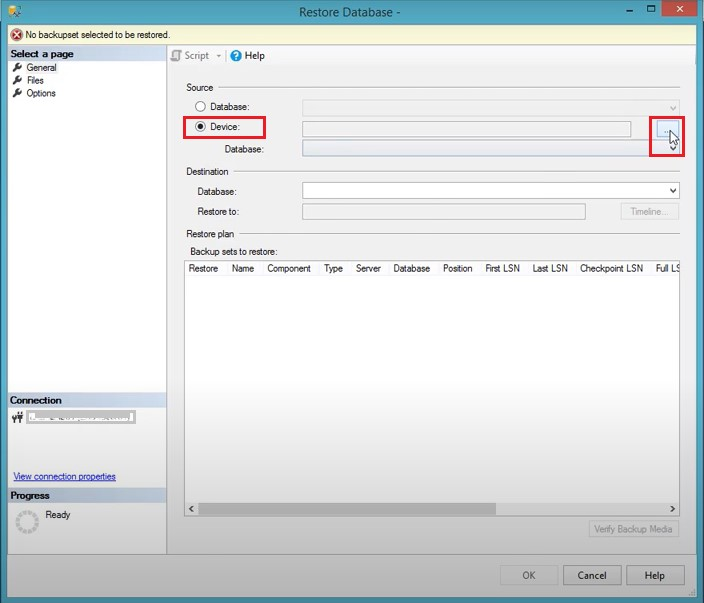 Restore Database -
No backupset selected to be restored.
Select a page
General
Files
Options
Script
Help
Source
Database:
Device:
...
Database:
Destination
Database:
Restore to:
Timeline...
Restore plan
Backup sets to restore:
Restore Name Component Type Server Database Position First LSN Last LSN Checkpoint LSN Full LS
Connection
View connection properties
Progress
Ready
Verify Backup Media
OK Cancel Help